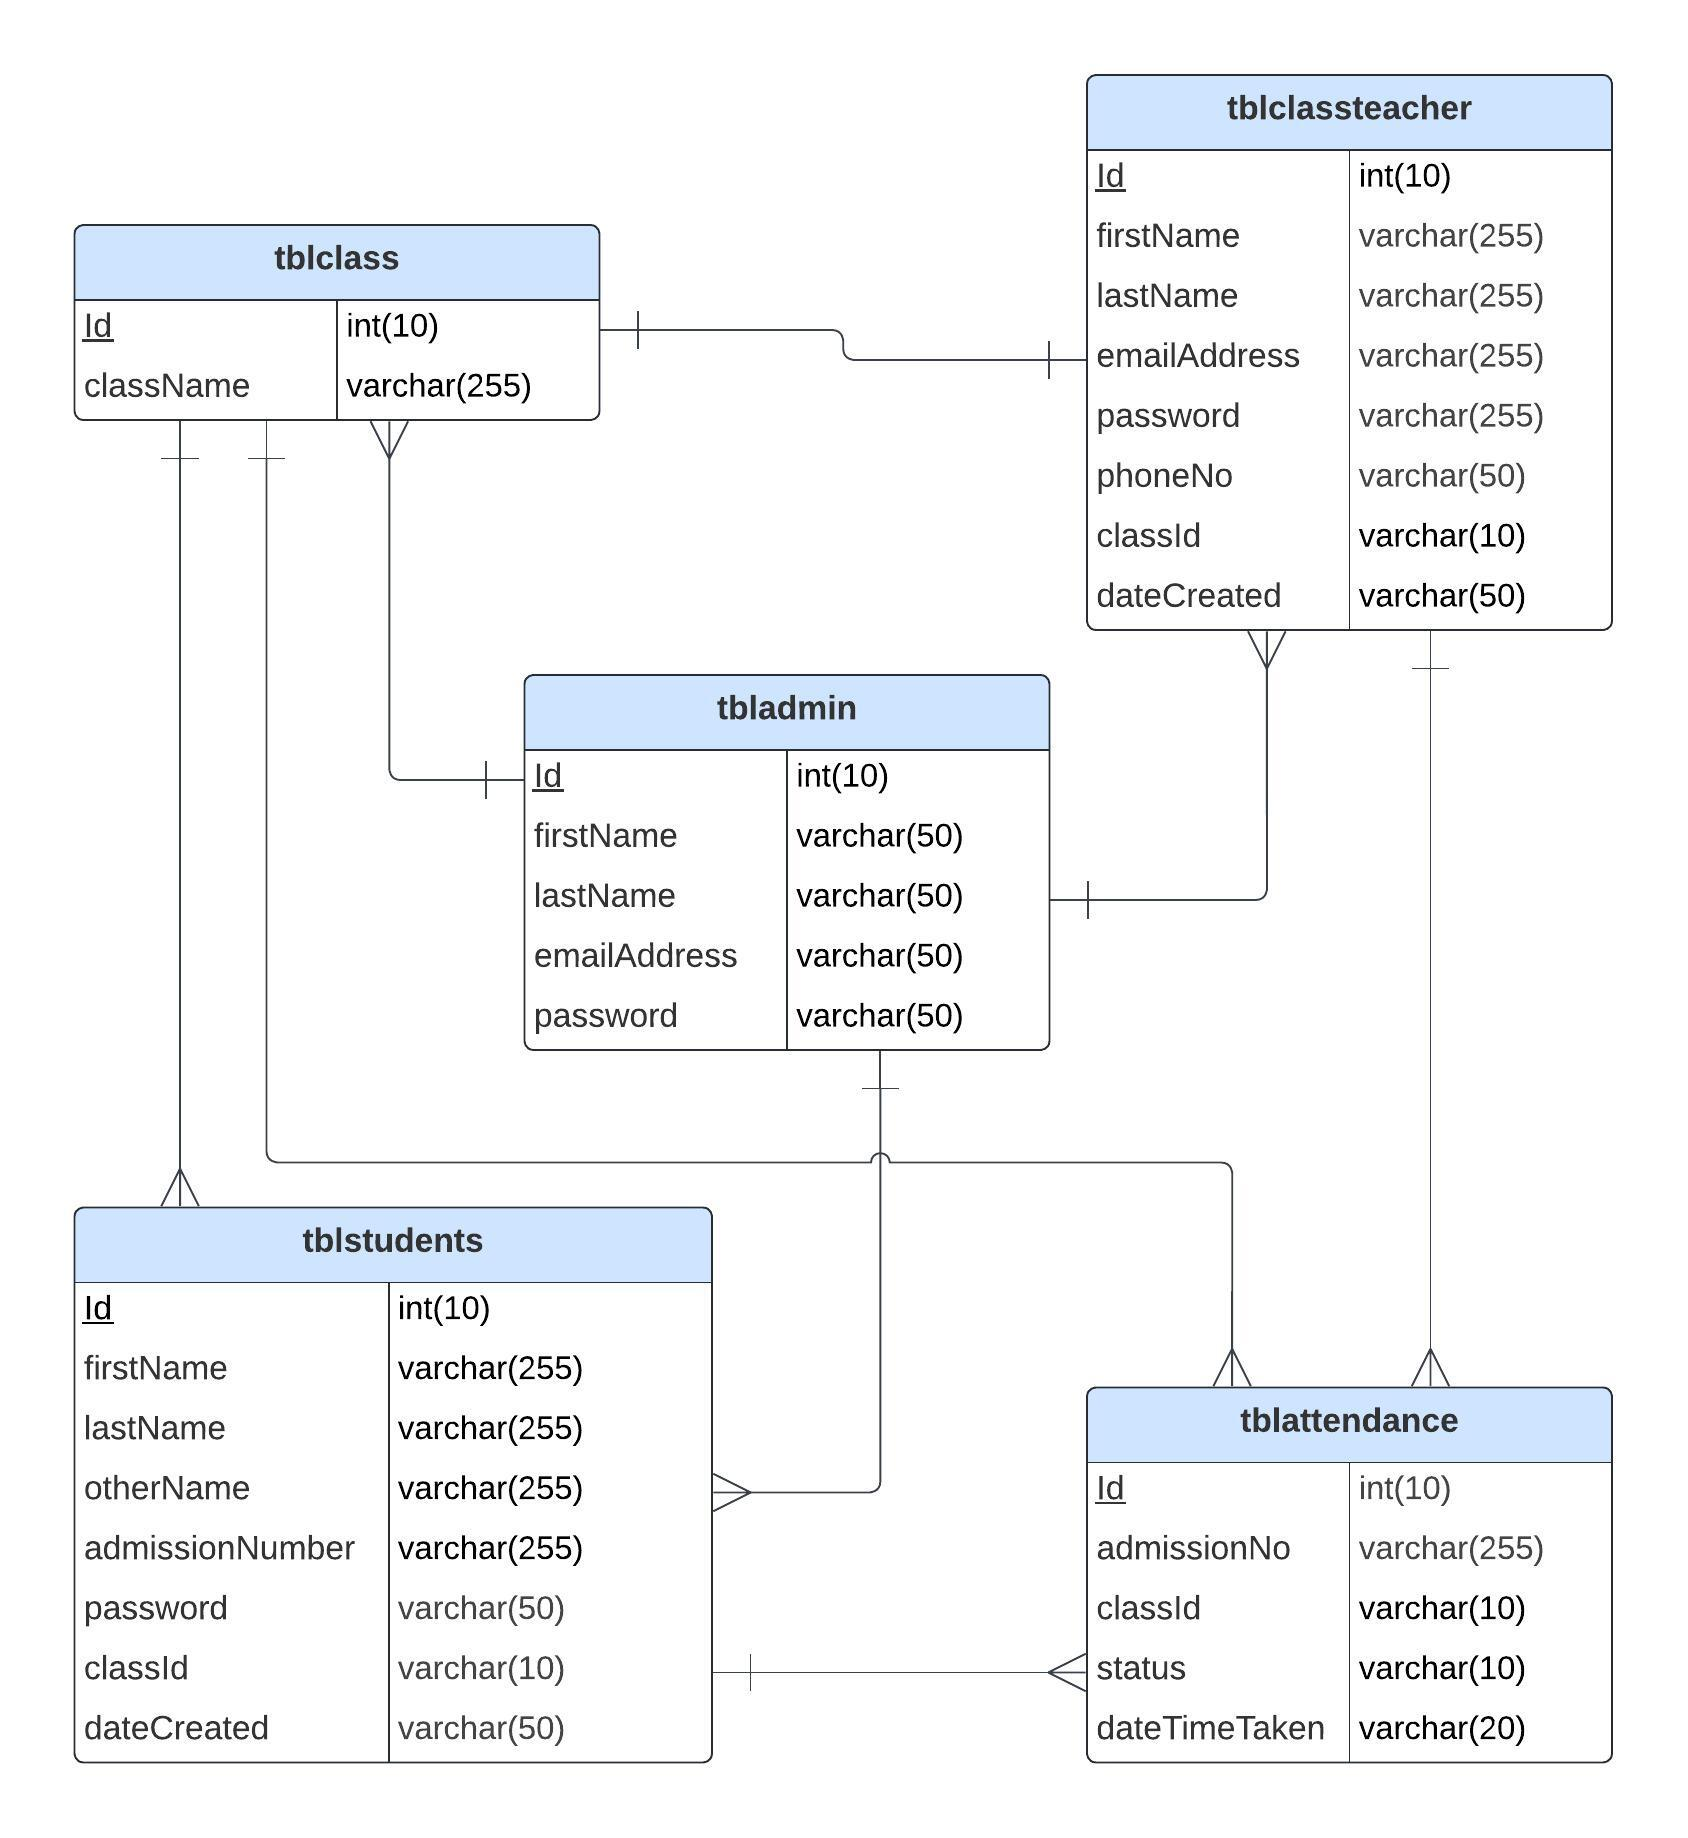 tblclassteacher
Id int(10)
firstName varchar(255)
lastName varchar(255)
emailAddress varchar(255)
password varchar(255)
phoneNo varchar(50)
classId varchar(10)
dateCreated varchar(50)
tblclass
Id int(10)
className varchar(255)
tbladmin
Id int(10)
firstName varchar(50)
lastName varchar(50)
emailAddress varchar(50)
password varchar(50)
tblstudents
Id int(10)
firstName varchar(255)
lastName varchar(255)
otherName varchar(255)
admissionNumber varchar(255)
password varchar(50)
classId varchar(10)
dateCreated varchar(50)
tblattendance
Id int(10)
admissionNo varchar(255)
classId varchar(10)
status varchar(10)
dateTimeTaken varchar(20)